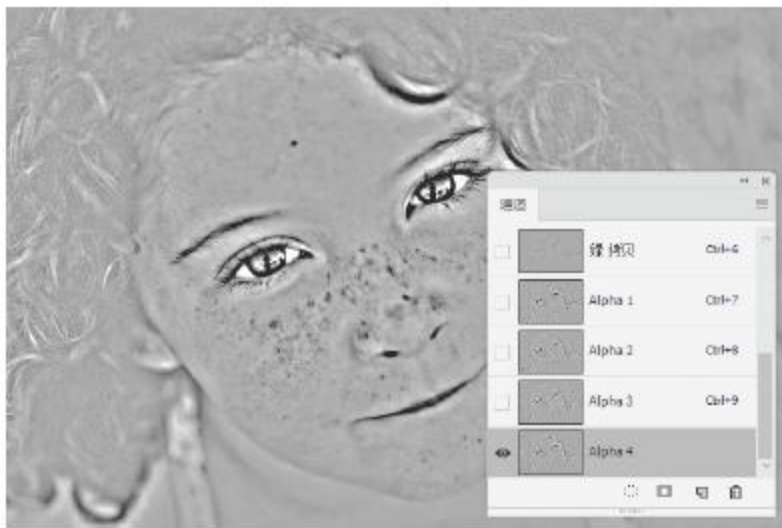 通道
绿 拷贝 Ctrl+6
Alpha 1 Ctrl+7
Alpha 2 Ctrl+8
Alpha 3 Ctrl+9
Alpha 4